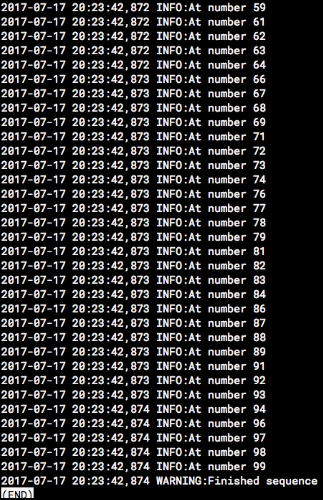 2017-07-17 20:23:42,872 INFO:At number 59
2017-07-17 20:23:42,872 INFO:At number 61
2017-07-17 20:23:42,872 INFO:At number 62
2017-07-17 20:23:42,872 INFO:At number 63
2017-07-17 20:23:42,872 INFO:At number 64
2017-07-17 20:23:42,873 INFO:At number 66
2017-07-17 20:23:42,873 INFO:At number 67
2017-07-17 20:23:42,873 INFO:At number 68
2017-07-17 20:23:42,873 INFO:At number 69
2017-07-17 20:23:42,873 INFO:At number 71
2017-07-17 20:23:42,873 INFO:At number 72
2017-07-17 20:23:42,873 INFO:At number 73
2017-07-17 20:23:42,873 INFO:At number 74
2017-07-17 20:23:42,873 INFO:At number 76
2017-07-17 20:23:42,873 INFO:At number 77
2017-07-17 20:23:42,873 INFO:At number 78
2017-07-17 20:23:42,873 INFO:At number 79
2017-07-17 20:23:42,873 INFO:At number 81
2017-07-17 20:23:42,873 INFO:At number 82
2017-07-17 20:23:42,873 INFO:At number 83
2017-07-17 20:23:42,873 INFO:At number 84
2017-07-17 20:23:42,873 INFO:At number 86
2017-07-17 20:23:42,873 INFO:At number 87
2017-07-17 20:23:42,873 INFO:At number 88
2017-07-17 20:23:42,873 INFO:At number 89
2017-07-17 20:23:42,873 INFO:At number 91
2017-07-17 20:23:42,873 INFO:At number 92
2017-07-17 20:23:42,873 INFO:At number 93
2017-07-17 20:23:42,874 INFO:At number 94
2017-07-17 20:23:42,874 INFO:At number 96
2017-07-17 20:23:42,874 INFO:At number 97
2017-07-17 20:23:42,874 INFO:At number 98
2017-07-17 20:23:42,874 INFO:At number 99
2017-07-17 20:23:42,874 WARNING:Finished sequence
(END)